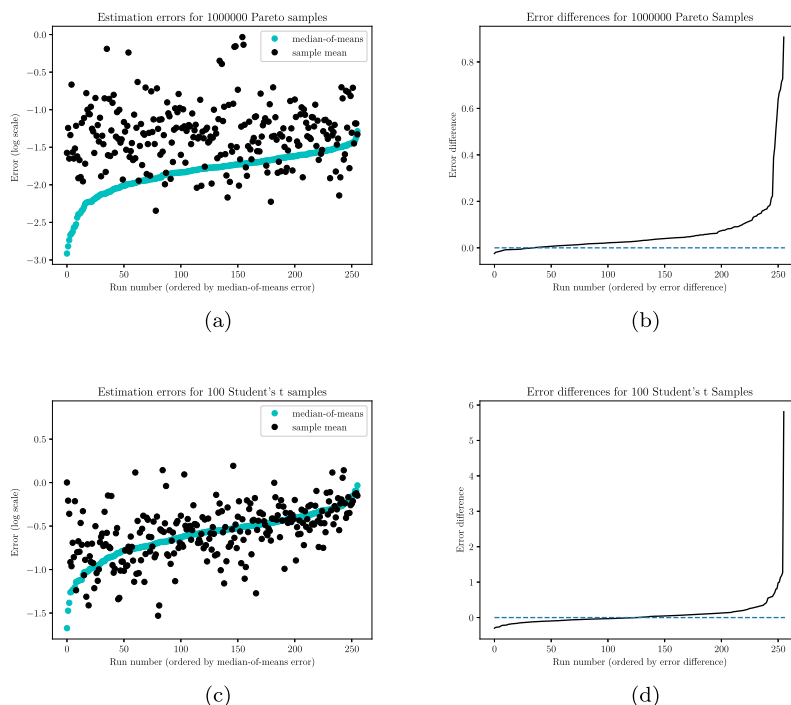 Estimation errors for 1000000 Pareto samples
0.0
−0.5
−1.0
−1.5
−2.0
−2.5
−3.0
Error (log scale)
median-of-means
sample mean
0 50 100 150 200 250
Run number (ordered by median-of-means error)
(a)
Error differences for 1000000 Pareto Samples
0.8
0.6
0.4
0.2
0.0
Error difference
0 50 100 150 200 250
Run number (ordered by error difference)
(b)
Estimation errors for 100 Student's t samples
0.5
0.0
−0.5
−1.0
−1.5
Error (log scale)
median-of-means
sample mean
0 50 100 150 200 250
Run number (ordered by median-of-means error)
(c)
Error differences for 100 Student's t Samples
6
5
4
3
2
1
0
Error difference
0 50 100 150 200 250
Run number (ordered by error difference)
(d)